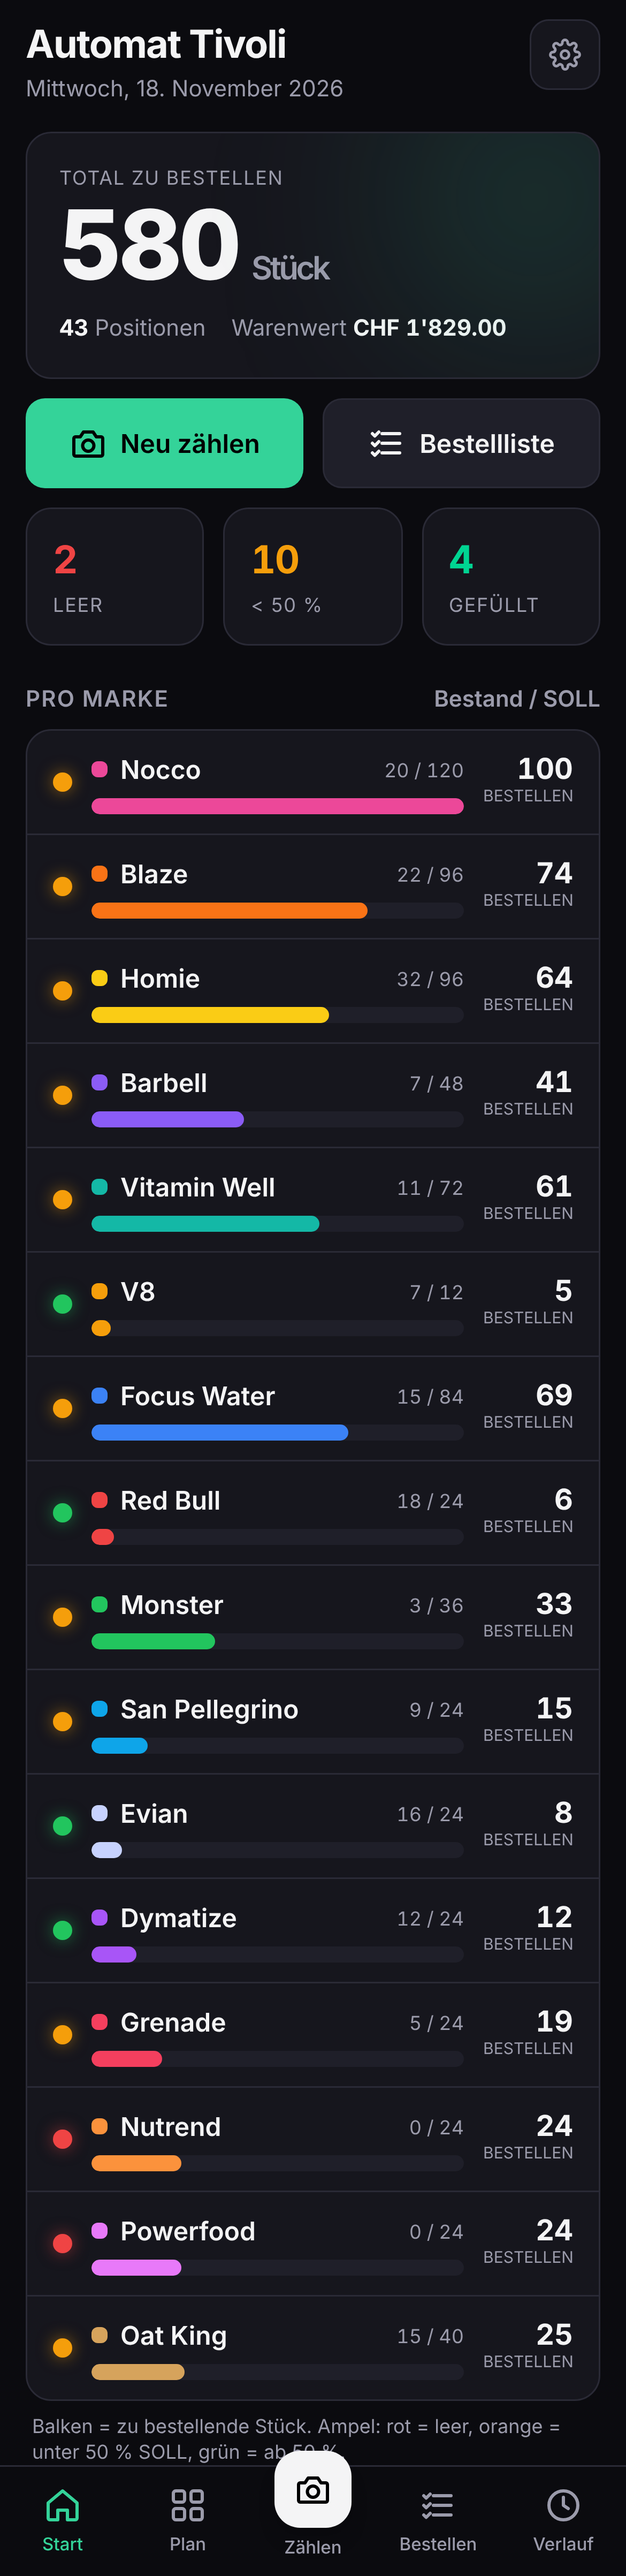 Automat Tivoli
Mittwoch, 18. November 2026
TOTAL ZU BESTELLEN
580 Stück
43 Positionen Warenwert CHF 1'829.00
Neu zählen Bestellliste
2 10 4
LEER < 50 % GEFÜLLT
PRO MARKE Bestand / SOLL
Nocco 20 / 120 100
BESTELLEN
Blaze 22 / 96 74
BESTELLEN
Homie 32 / 96 64
BESTELLEN
Barbell 7 / 48 41
BESTELLEN
Vitamin Well 11 / 72 61
BESTELLEN
V8 7 / 12 5
BESTELLEN
Focus Water 15 / 84 69
BESTELLEN
Red Bull 18 / 24 6
BESTELLEN
Monster 3 / 36 33
BESTELLEN
San Pellegrino 9 / 24 15
BESTELLEN
Evian 16 / 24 8
BESTELLEN
Dymatize 12 / 24 12
BESTELLEN
Grenade 5 / 24 19
BESTELLEN
Nutrend 0 / 24 24
BESTELLEN
Powerfood 0 / 24 24
BESTELLEN
Oat King 15 / 40 25
BESTELLEN
Balken = zu bestellende Stück. Ampel: rot = leer, orange =
unter 50 % SOLL, grün = ab 50 %.
Start Plan Zählen Bestellen Verlauf